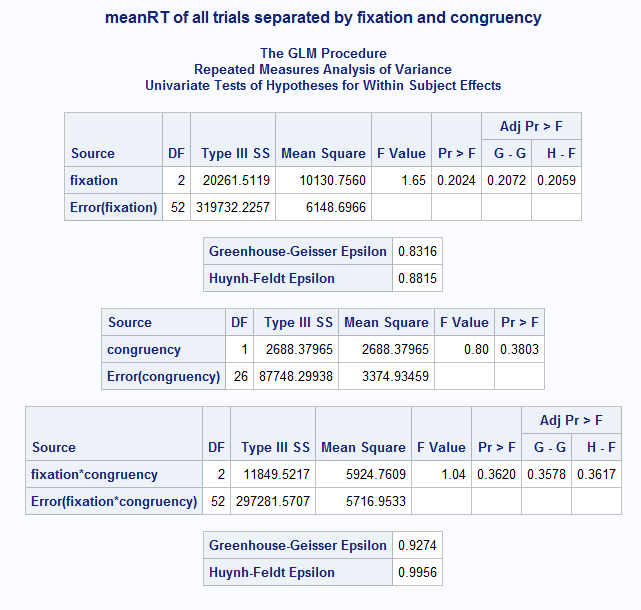 meanRT of all trials separated by fixation and congruency
The GLM Procedure
Repeated Measures Analysis of Variance
Univariate Tests of Hypotheses for Within Subject Effects
Adj Pr > F
Source DF Type III SS Mean Square F Value Pr > F G - G H - F
fixation 2 20261.5119 10130.7560 1.65 0.2024 0.2072 0.2059
Error(fixation) 52 319732.2257 6148.6966
Greenhouse-Geisser Epsilon 0.8316
Huynh-Feldt Epsilon 0.8815
Source DF Type III SS Mean Square F Value Pr > F
congruency 1 2688.37965 2688.37965 0.80 0.3803
Error(congruency) 26 87748.29938 3374.93459
Adj Pr > F
Source DF Type III SS Mean Square F Value Pr > F G - G H - F
fixation*congruency 2 11849.5217 5924.7609 1.04 0.3620 0.3578 0.3617
Error(fixation*congruency) 52 297281.5707 5716.9533
Greenhouse-Geisser Epsilon 0.9274
Huynh-Feldt Epsilon 0.9956